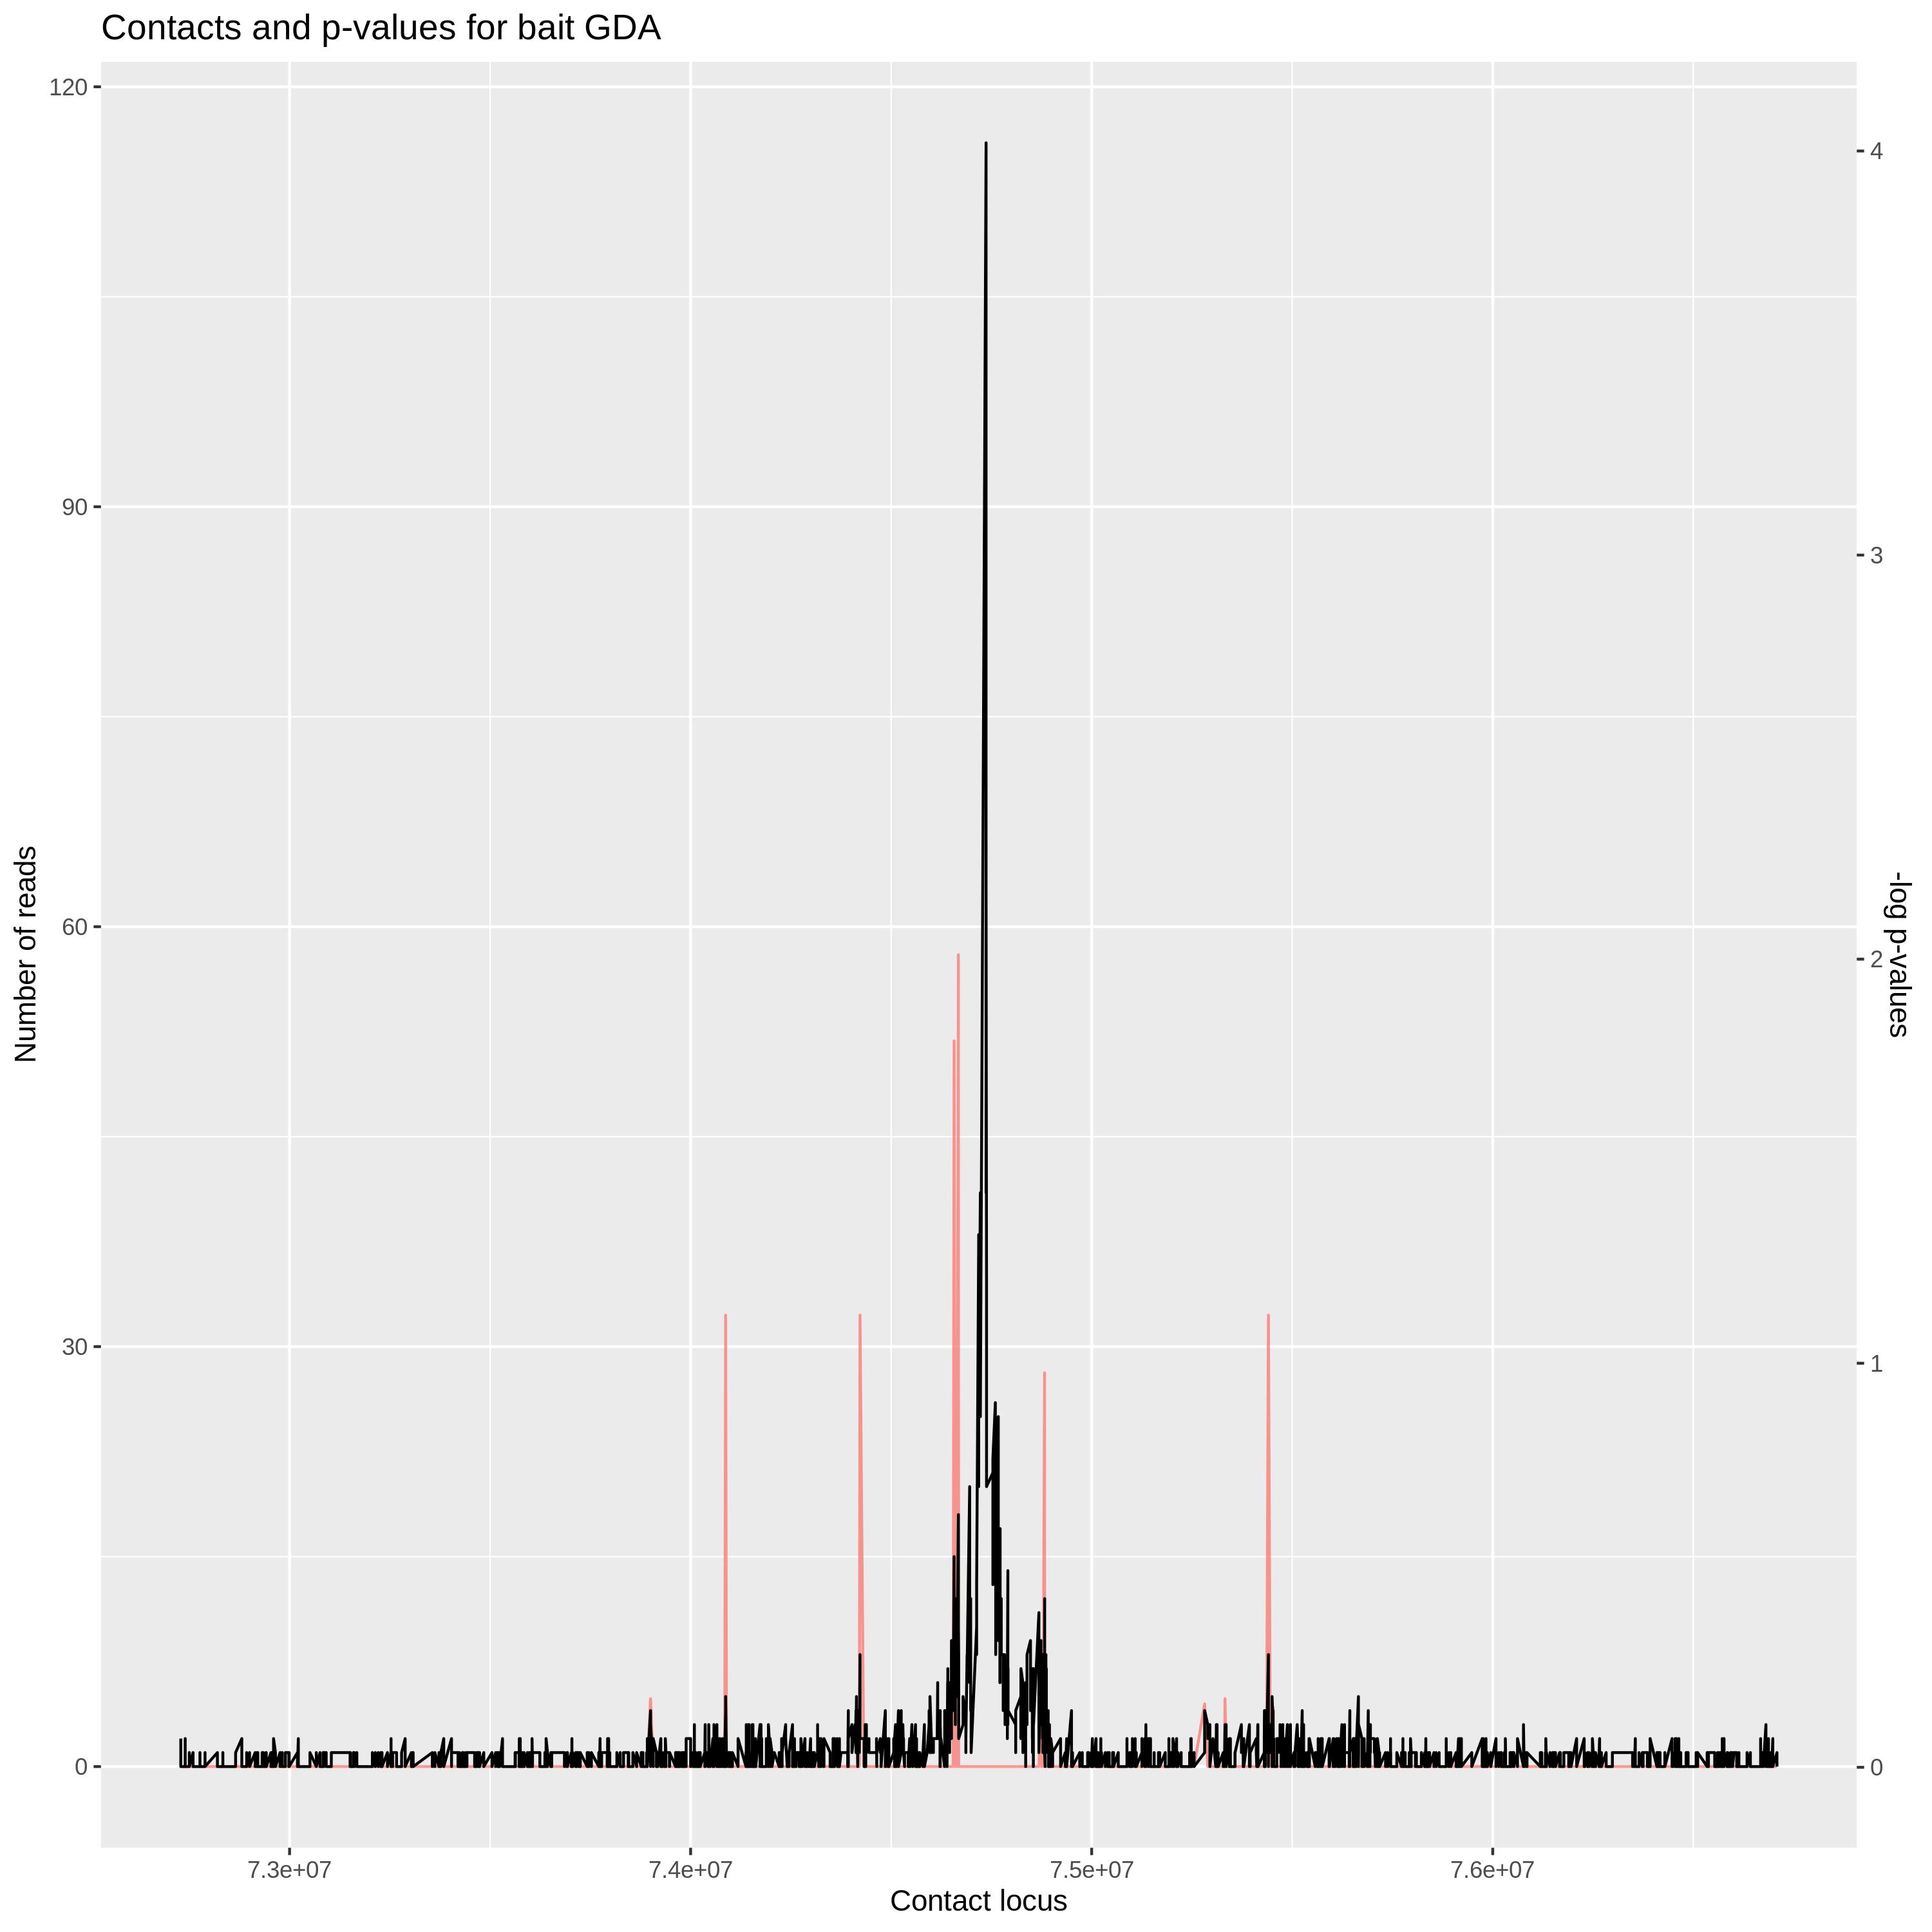 Contacts and p-values for bait GDA
120
90
60
30
0
Number of reads
4
3
2
1
0
-log p-values
7.3e+07
7.4e+07
7.5e+07
7.6e+07
Contact locus